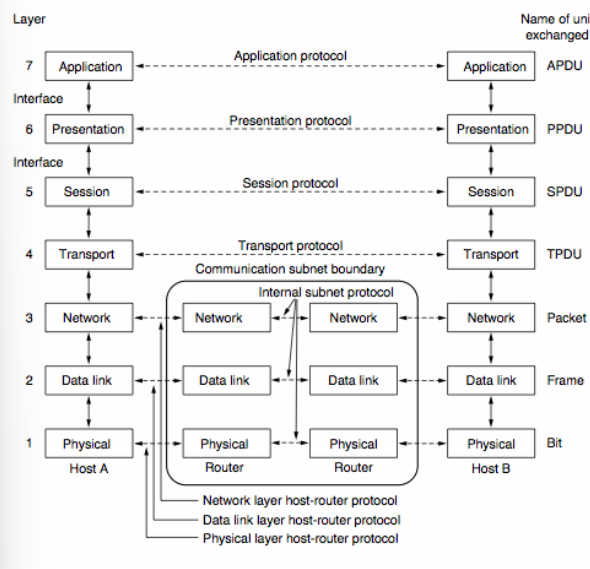 Layer
Name of uni
exchanged
Application protocol
7 Application Application APDU
Interface
Presentation protocol
6 Presentation Presentation PPDU
Interface
Session protocol
5 Session Session SPDU
Transport protocol
4 Transport Transport TPDU
Communication subnet boundary
Internal subnet protocol
3 Network Network Network Network Packet
2 Data link Data link Data link Data link Frame
1 Physical Physical Physical Physical Bit
Host A Router Router Host B
Network layer host-router protocol
Data link layer host-router protocol
Physical layer host-router protocol